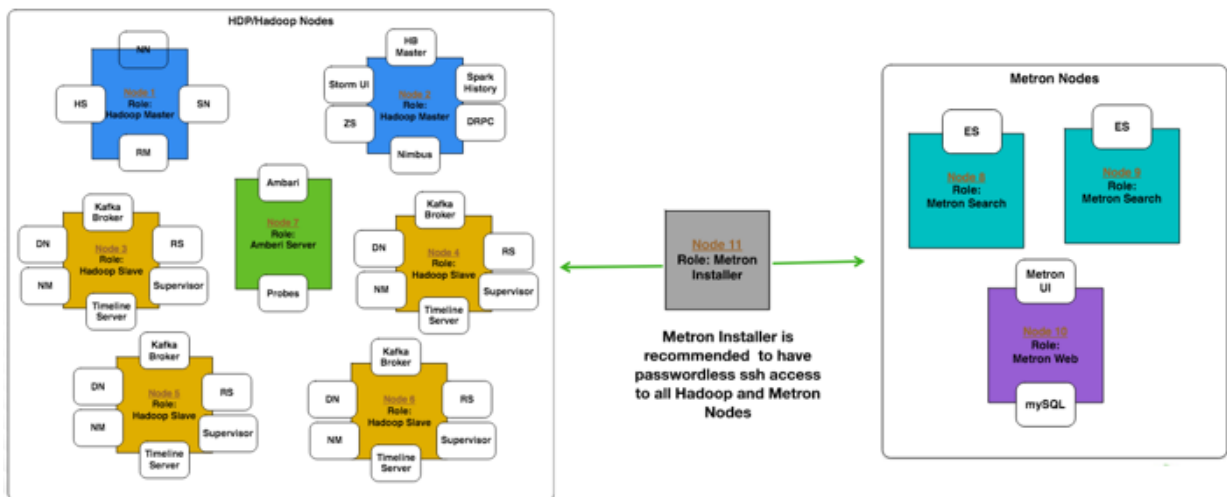 HDP/Hadoop Nodes
NN
Node 1
Role:
Hadoop Master
HS
SN
RM
HB
Master
Storm UI
Spark
History
Node 2
Role:
Hadoop Master
ZS
DRPC
Nimbus
Ambari
Node 7
Role:
Amberi Server
Probes
Kafka
Broker
DN
RS
Node 3
Role:
Hadoop Slave
NM
Supervisor
Timeline
Server
Kafka
Broker
DN
RS
Node 4
Role:
Hadoop Slave
NM
Supervisor
Timeline
Server
Kafka
Broker
DN
RS
Node 5
Role:
Hadoop Slave
NM
Supervisor
Timeline
Server
Kafka
Broker
DN
RS
Node 6
Role:
Hadoop Slave
NM
Supervisor
Timeline
Server
Node 11
Role: Metron
Installer
Metron Installer is
recommended to have
passwordless ssh access
to all Hadoop and Metron
Nodes
Metron Nodes
ES
Node 8
Role:
Metron Search
ES
Node 9
Role:
Metron Search
Metron
UI
Node 10
Role:
Metron Web
mySQL